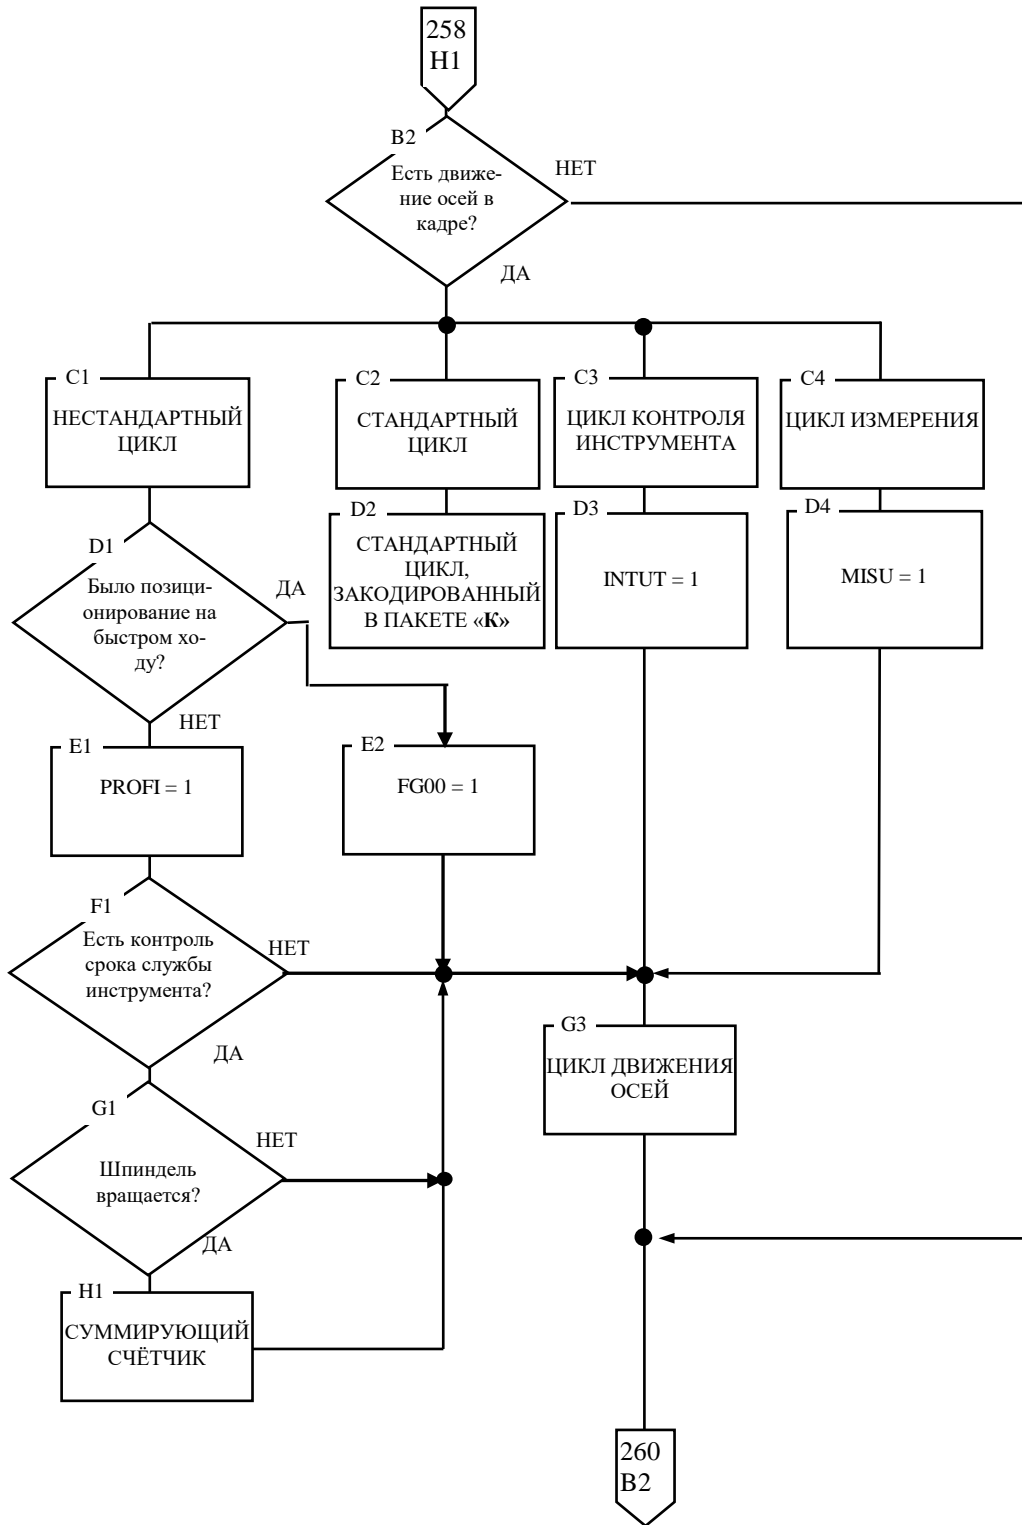 258
H1
B2
Есть движе-
ние осей в
кадре?
НЕТ
ДА
C1
НЕСТАНДАРТНЫЙ
ЦИКЛ
C2
СТАНДАРТНЫЙ
ЦИКЛ
C3
ЦИКЛ КОНТРОЛЯ
ИНСТРУМЕНТА
C4
ЦИКЛ ИЗМЕРЕНИЯ
D1
Было позици-
онирование на
быстром хо-
ду?
ДА
НЕТ
D2
СТАНДАРТНЫЙ
ЦИКЛ,
ЗАКОДИРОВАННЫЙ
В ПАКЕТЕ «К»
D3
INTUT = 1
D4
MISU = 1
E1
PROFI = 1
E2
FG00 = 1
F1
Есть контроль
срока службы
инструмента?
НЕТ
ДА
G3
ЦИКЛ ДВИЖЕНИЯ
ОСЕЙ
G1
Шпиндель
вращается?
НЕТ
ДА
H1
СУММИРУЮЩИЙ
СЧЁТЧИК
260
B2